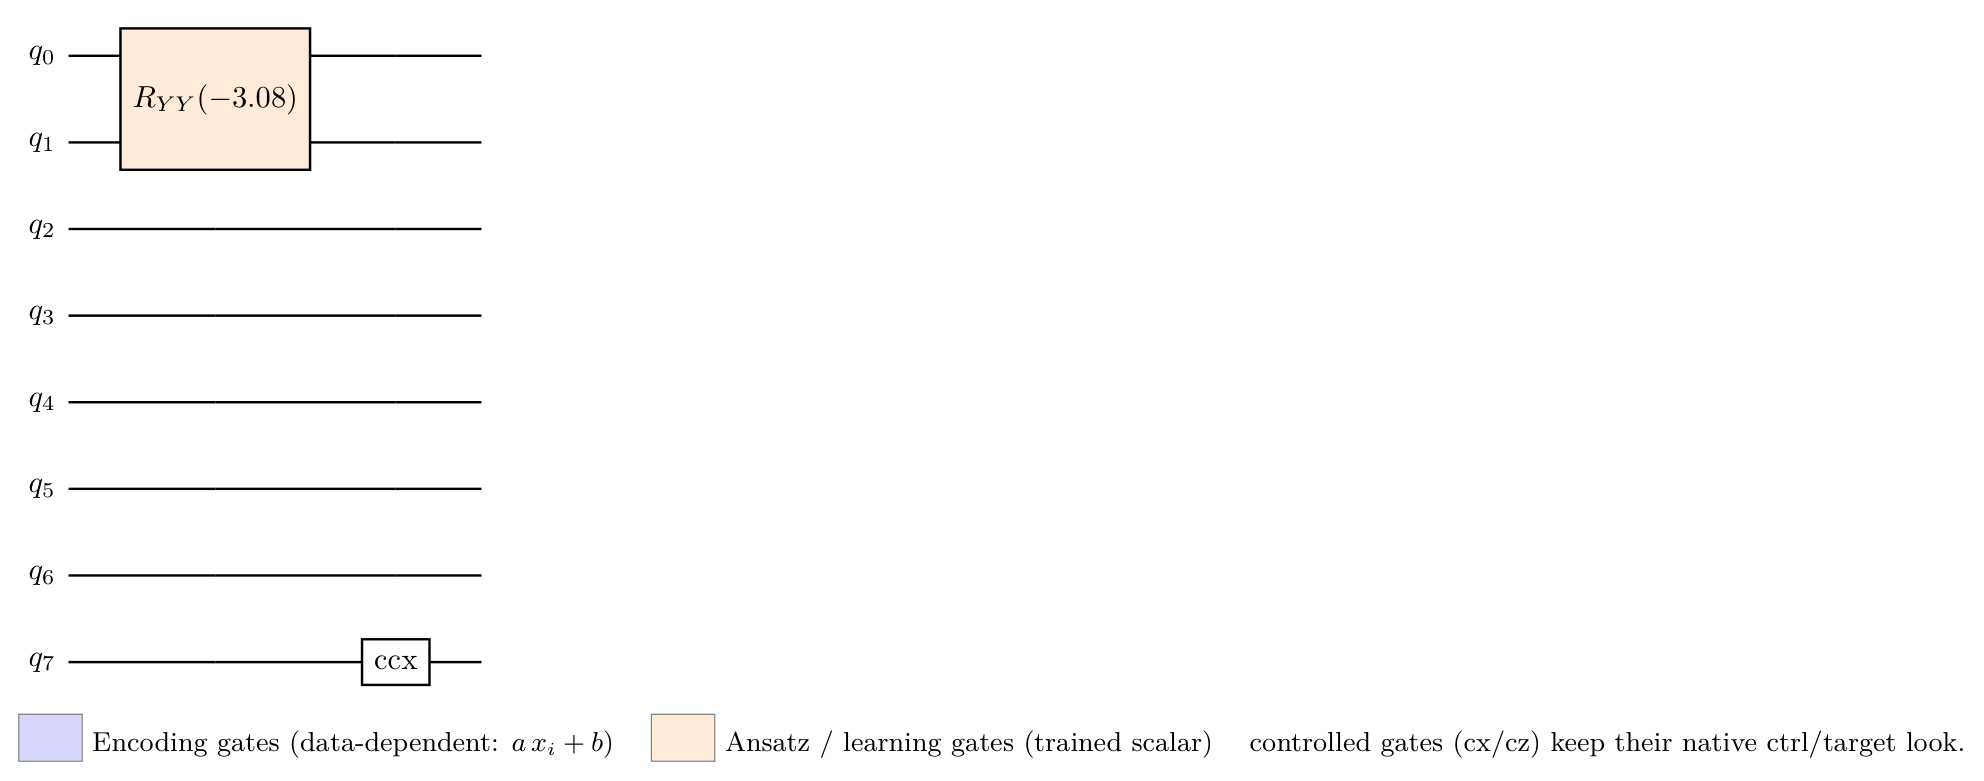 q0
R_YY(−3.08)
q1
q2
q3
q4
q5
q6
q7
ccx
Encoding gates (data-dependent: a x_i + b) Ansatz / learning gates (trained scalar) controlled gates (cx/cz) keep their native ctrl/target look.